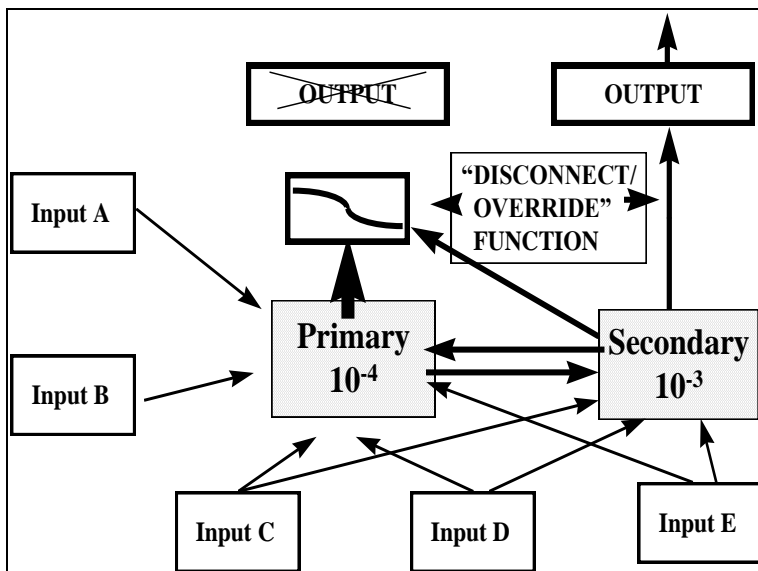 OUTPUT
OUTPUT
“DISCONNECT/
OVERRIDE”
FUNCTION
Input A
Primary
10-4
Secondary
10-3
Input B
Input C
Input D
Input E